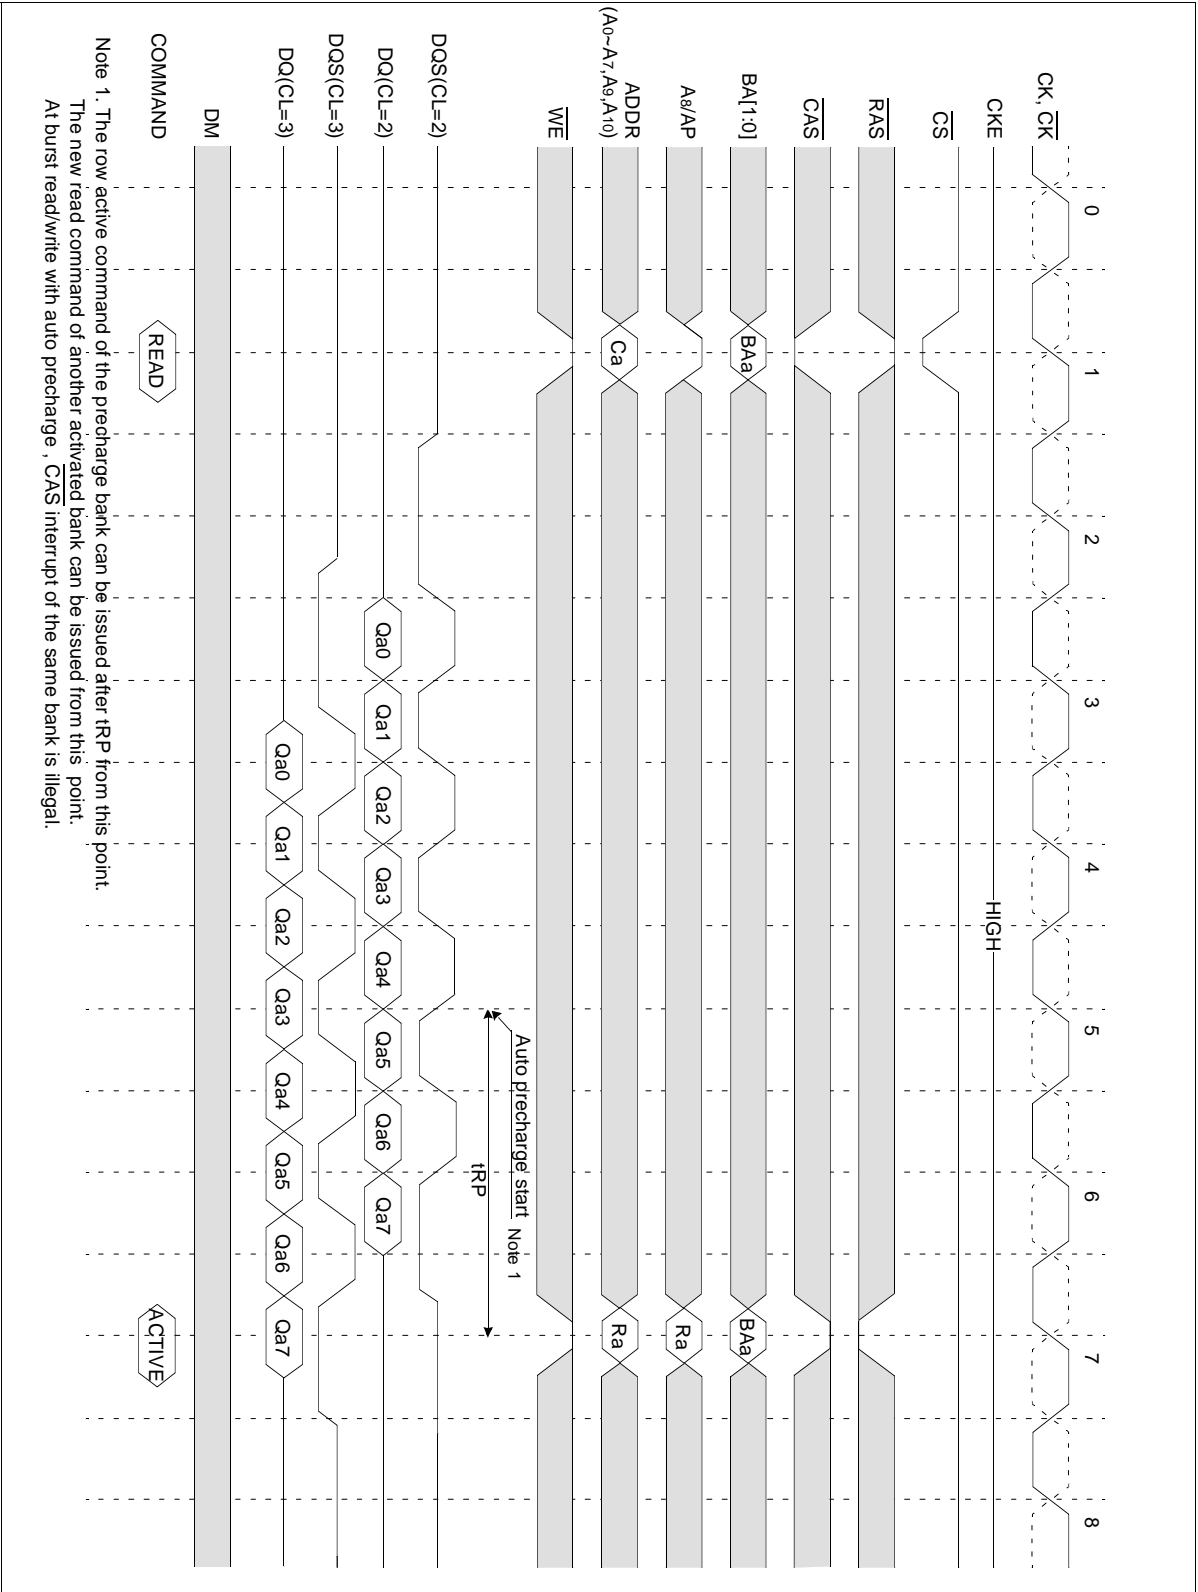 0 1 2 3 4 5 6 7 8
CK, CK
CKE HIGH
CS
RAS
CAS
BA[1:0] BAa BAa
A8/AP Ra
ADDR
(A0~A7,A9,A10) Ca Ra
WE
Auto precharge start Note 1
tRP
DQS(CL=2)
DQ(CL=2) Qa0 Qa1 Qa2 Qa3 Qa4 Qa5 Qa6 Qa7
DQS(CL=3)
DQ(CL=3) Qa0 Qa1 Qa2 Qa3 Qa4 Qa5 Qa6 Qa7
DM
COMMAND READ ACTIVE
Note 1. The row active command of the precharge bank can be issued after tRP from this point.
The new read command of another activated bank can be issued from this point.
At burst read/write with auto precharge , CAS interrupt of the same bank is illegal.